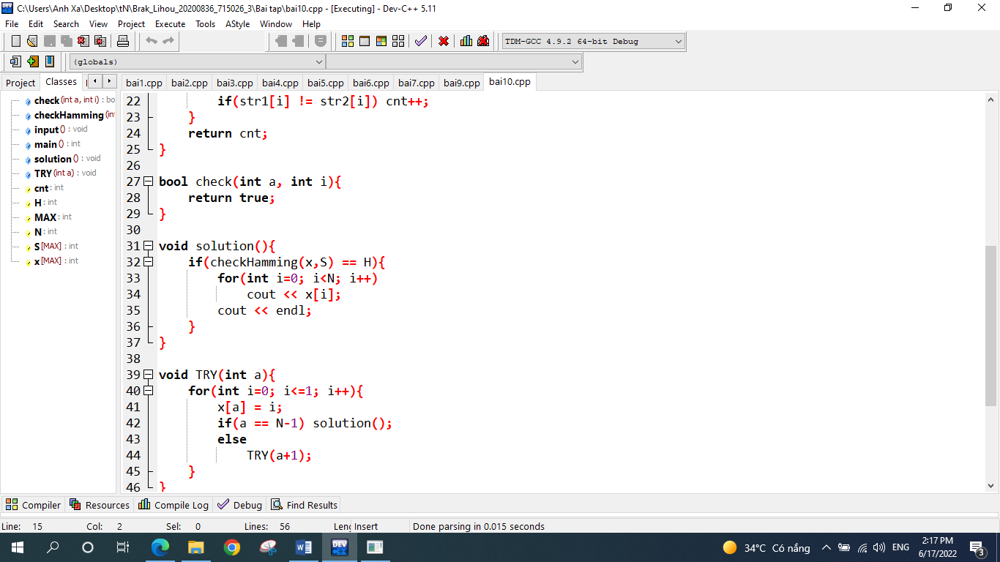 C:\Users\Anh Xa\Desktop\tN\Brak_Lihou_20200836_715026_3\Bai tap\bai10.cpp - [Executing] - Dev-C++ 5.11
File Edit Search View Project Execute Tools AStyle Window Help
TDM-GCC 4.9.2 64-bit Debug
(globals)
Project Classes
bai1.cpp bai2.cpp bai3.cpp bai4.cpp bai5.cpp bai6.cpp bai7.cpp bai9.cpp bai10.cpp
check (int a, int i) : bo
checkHamming (int
input () : void
main () : int
solution () : void
TRY (int a) : void
cnt : int
H : int
MAX : int
N : int
S [MAX] : int
x [MAX] : int
22 if(str1[i] != str2[i]) cnt++;
23 }
24 return cnt;
25 }
26
27 bool check(int a, int i){
28 return true;
29 }
30
31 void solution(){
32 if(checkHamming(x,S) == H){
33 for(int i=0; i<N; i++)
34 cout << x[i];
35 cout << endl;
36 }
37 }
38
39 void TRY(int a){
40 for(int i=0; i<=1; i++){
41 x[a] = i;
42 if(a == N-1) solution();
43 else
44 TRY(a+1);
45 }
46 }
Compiler Resources Compile Log Debug Find Results
Line: 15 Col: 2 Sel: 0 Lines: 56 Leng Insert Done parsing in 0.015 seconds
DEV
34°C Có nắng ENG 2:17 PM
6/17/2022 3